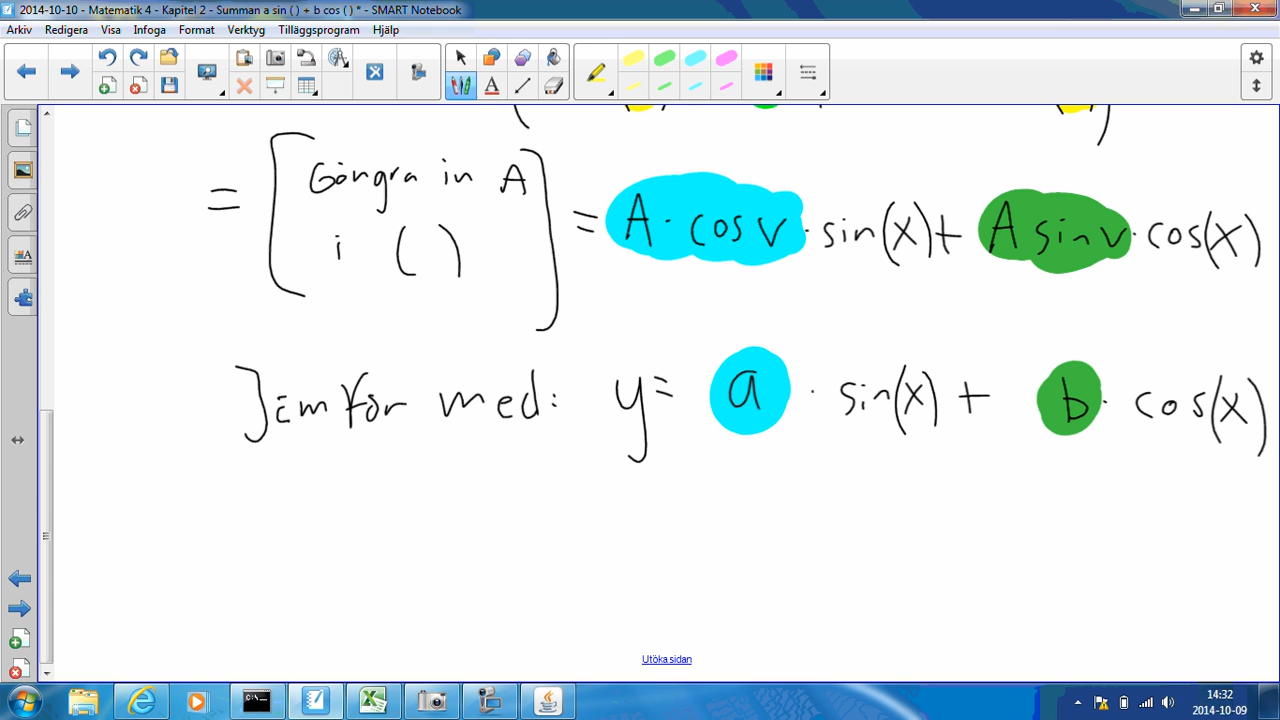 2014-10-10 - Matematik 4 - Kapitel 2 - Summan a sin ( ) + b cos ( ) * - SMART Notebook
Arkiv Redigera Visa Infoga Format Verktyg Tilläggsprogram Hjälp
= [ Gångra in A i ( ) ] = A · cos v · sin(x) + A sin v · cos(x)
Jämför med: y = a · sin(x) + b · cos(x)
Utöka sidan
14:32
2014-10-09